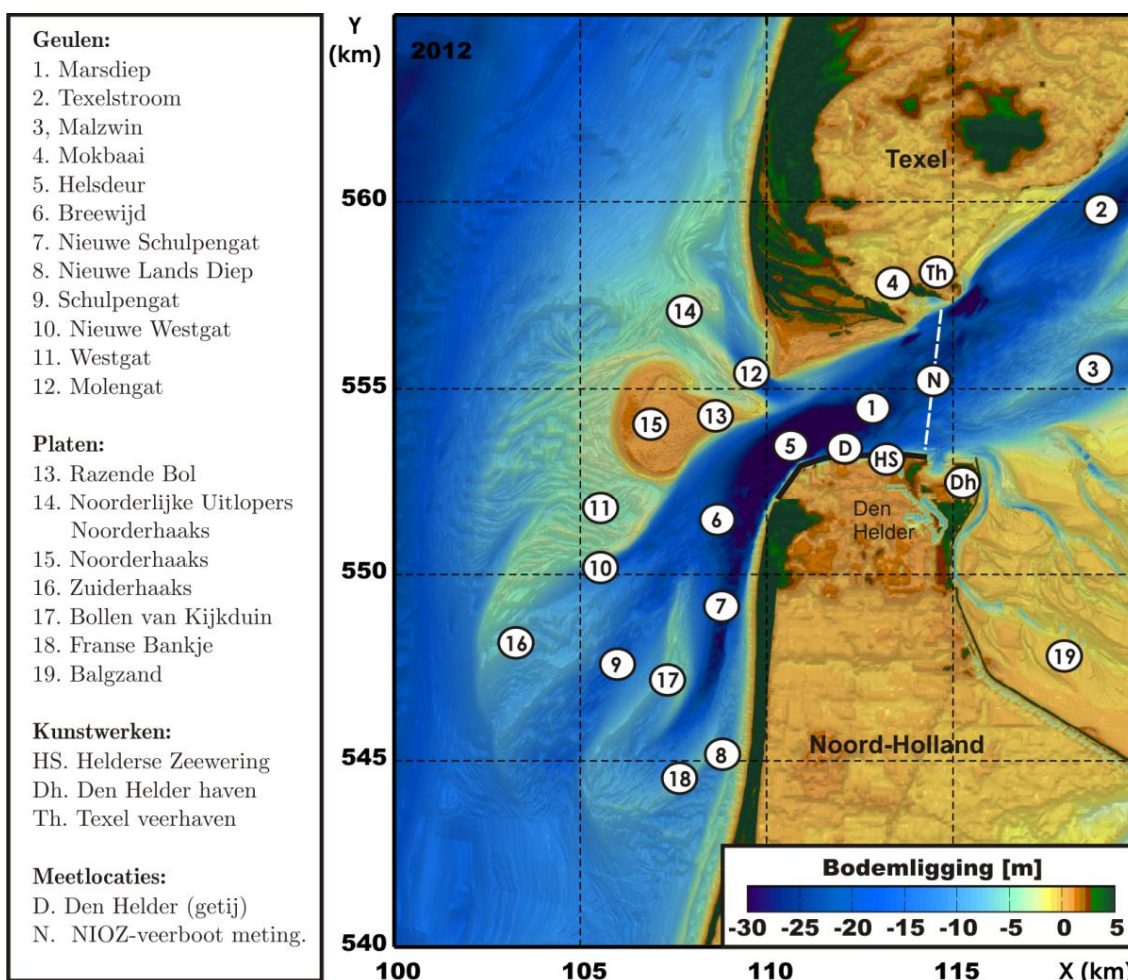 Geulen:
1. Marsdiep
2. Texelstroom
3, Malzwin
4. Mokbaai
5. Helsdeur
6. Breewijd
7. Nieuwe Schulpengat
8. Nieuwe Lands Diep
9. Schulpengat
10. Nieuwe Westgat
11. Westgat
12. Molengat
Platen:
13. Razende Bol
14. Noorderlijke Uitlopers
Noorderhaaks
15. Noorderhaaks
16. Zuiderhaaks
17. Bollen van Kijkduin
18. Franse Bankje
19. Balgzand
Kunstwerken:
HS. Helderse Zeewering
Dh. Den Helder haven
Th. Texel veerhaven
Meetlocaties:
D. Den Helder (getij)
N. NIOZ-veerboot meting.
Y
(km)
2012
560
555
550
545
540
100
105
110
115
X (km)
Texel
2
4
Th
14
12
3
N
13
1
15
5
D
HS
Dh
Den
Helder
11
6
10
7
16
9
17
19
Noord-Holland
8
18
Bodemligging [m]
-30 -25 -20 -15 -10 -5 0 5